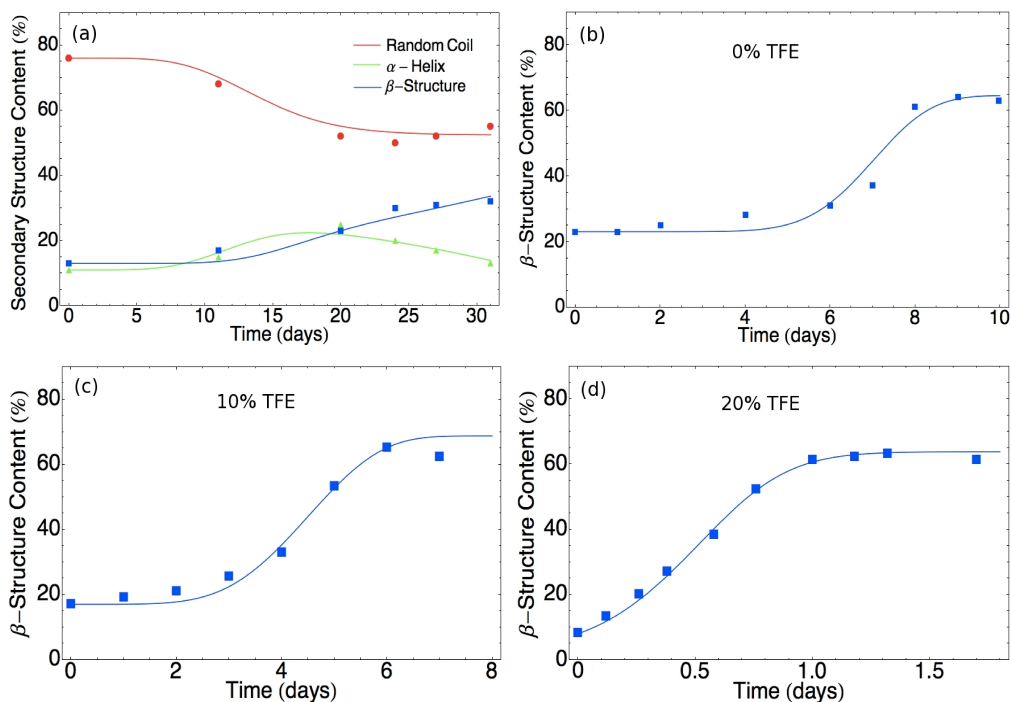 (a)
Secondary Structure Content (%)
80
60
40
20
0
Random Coil
α – Helix
β–Structure
0 5 10 15 20 25 30
Time (days)
(b)
0% TFE
β–Structure Content (%)
80
60
40
20
0
0 2 4 6 8 10
Time (days)
(c)
10% TFE
β–Structure Content (%)
80
60
40
20
0
0 2 4 6 8
Time (days)
(d)
20% TFE
β–Structure Content (%)
80
60
40
20
0
0.0 0.5 1.0 1.5
Time (days)